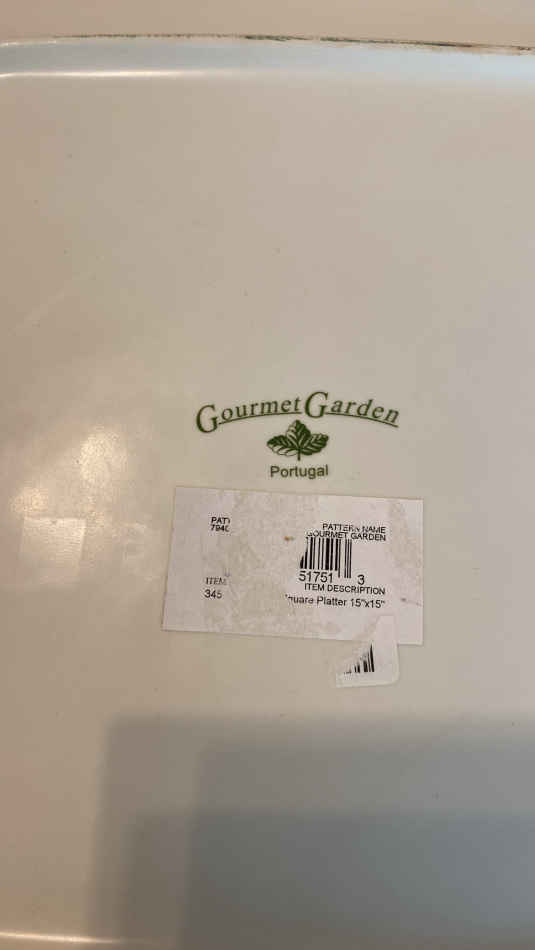 Gourmet Garden
Portugal
PATTERN NAME
GOURMET GARDEN
51751 3
ITEM DESCRIPTION
ITEM
345
Platter 15"x15"